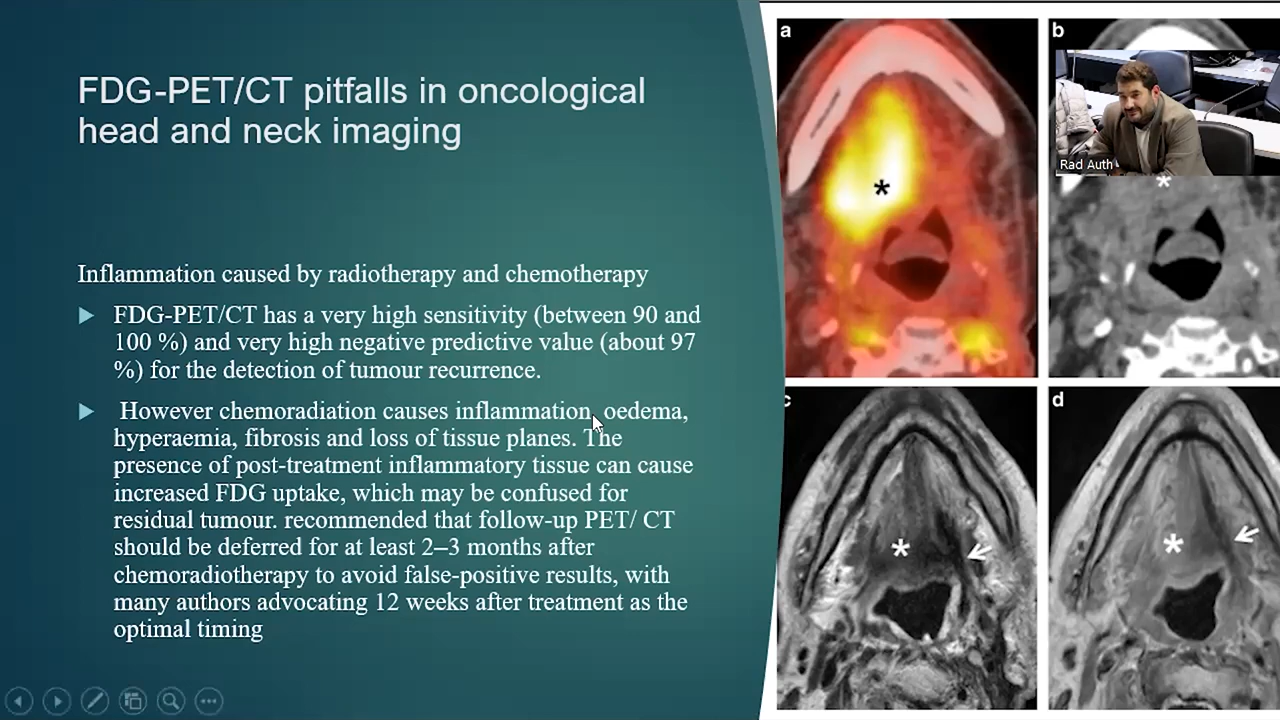 FDG-PET/CT pitfalls in oncological
head and neck imaging
Inflammation caused by radiotherapy and chemotherapy
FDG-PET/CT has a very high sensitivity (between 90 and
100 %) and very high negative predictive value (about 97
%) for the detection of tumour recurrence.
However chemoradiation causes inflammation, oedema,
hyperaemia, fibrosis and loss of tissue planes. The
presence of post-treatment inflammatory tissue can cause
increased FDG uptake, which may be confused for
residual tumour. recommended that follow-up PET/ CT
should be deferred for at least 2–3 months after
chemoradiotherapy to avoid false-positive results, with
many authors advocating 12 weeks after treatment as the
optimal timing
a
b
Rad Auth
*
*
c
d
*
*